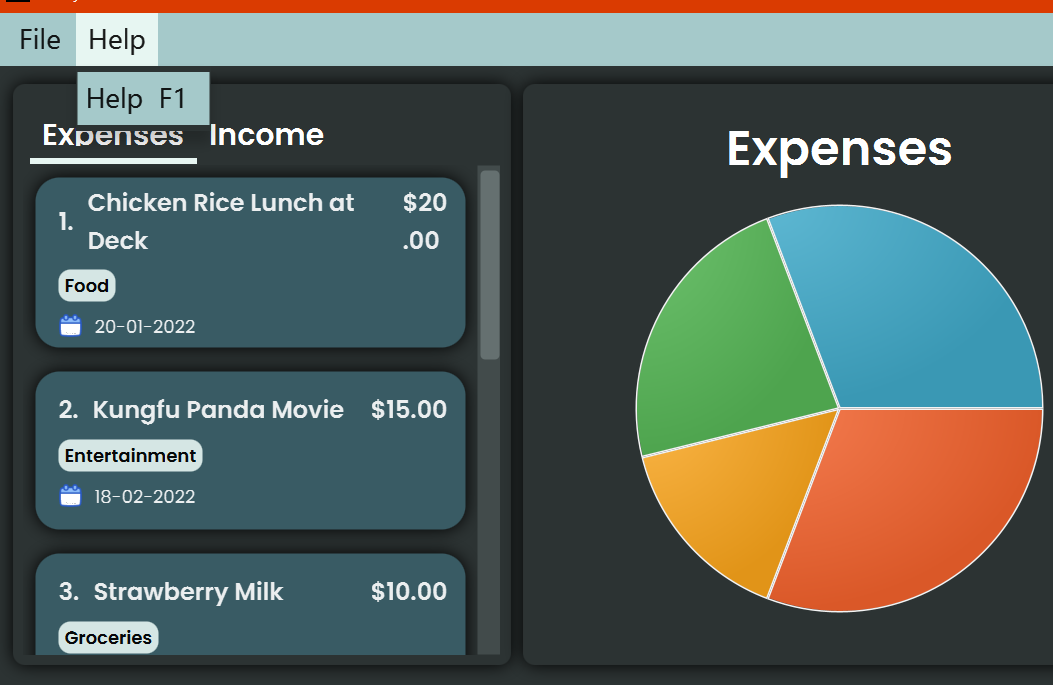 File Help
Help F1
Expenses Income
Expenses
1. Chicken Rice Lunch at $20
Deck .00
Food
20-01-2022
2. Kungfu Panda Movie $15.00
Entertainment
18-02-2022
3. Strawberry Milk $10.00
Groceries